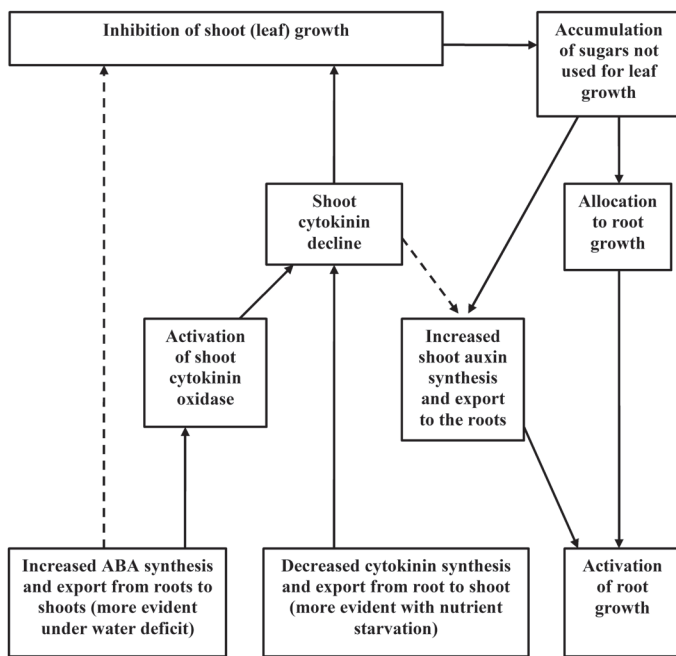 Inhibition of shoot (leaf) growth
Accumulation
of sugars not
used for leaf
growth
Shoot
cytokinin
decline
Allocation
to root
growth
Activation
of shoot
cytokinin
oxidase
Increased
shoot auxin
synthesis
and export
to the roots
Increased ABA synthesis
and export from roots to
shoots (more evident
under water deficit)
Decreased cytokinin synthesis
and export from root to shoot
(more evident with nutrient
starvation)
Activation
of root
growth